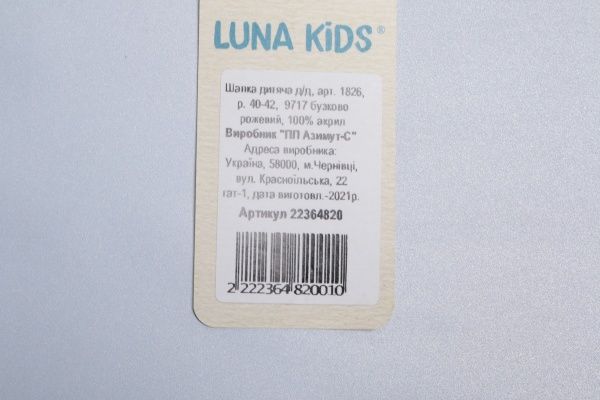 LUNA KiDS®
Шапка дитяча д/д, арт. 1826,
р. 40-42, 9717 бузково
рожевий, 100% акрил
Виробник "ПП Азимут-С"
Адреса виробника:
Україна, 58000, м.Чернівці,
вул. Красноїльська, 22
гат-1, дата виготовл.-2021р.
Артикул 22364820
2 222364 820010